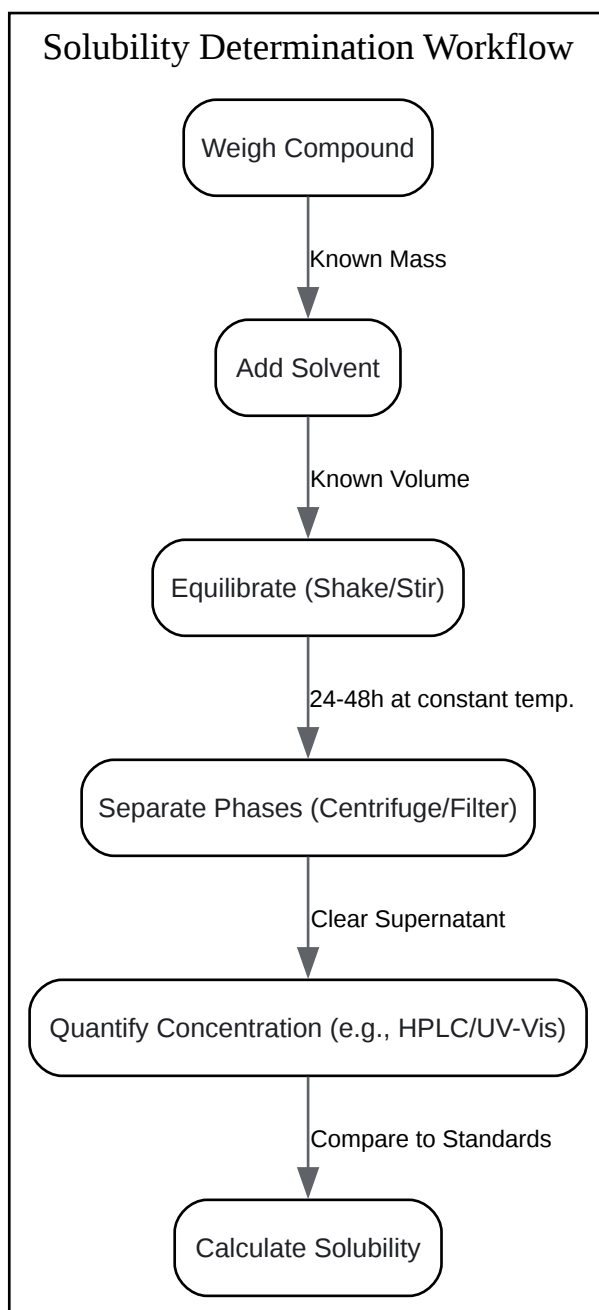 Solubility Determination Workflow
Weigh Compound
Known Mass
Add Solvent
Known Volume
Equilibrate (Shake/Stir)
24-48h at constant temp.
Separate Phases (Centrifuge/Filter)
Clear Supernatant
Quantify Concentration (e.g., HPLC/UV-Vis)
Compare to Standards
Calculate Solubility